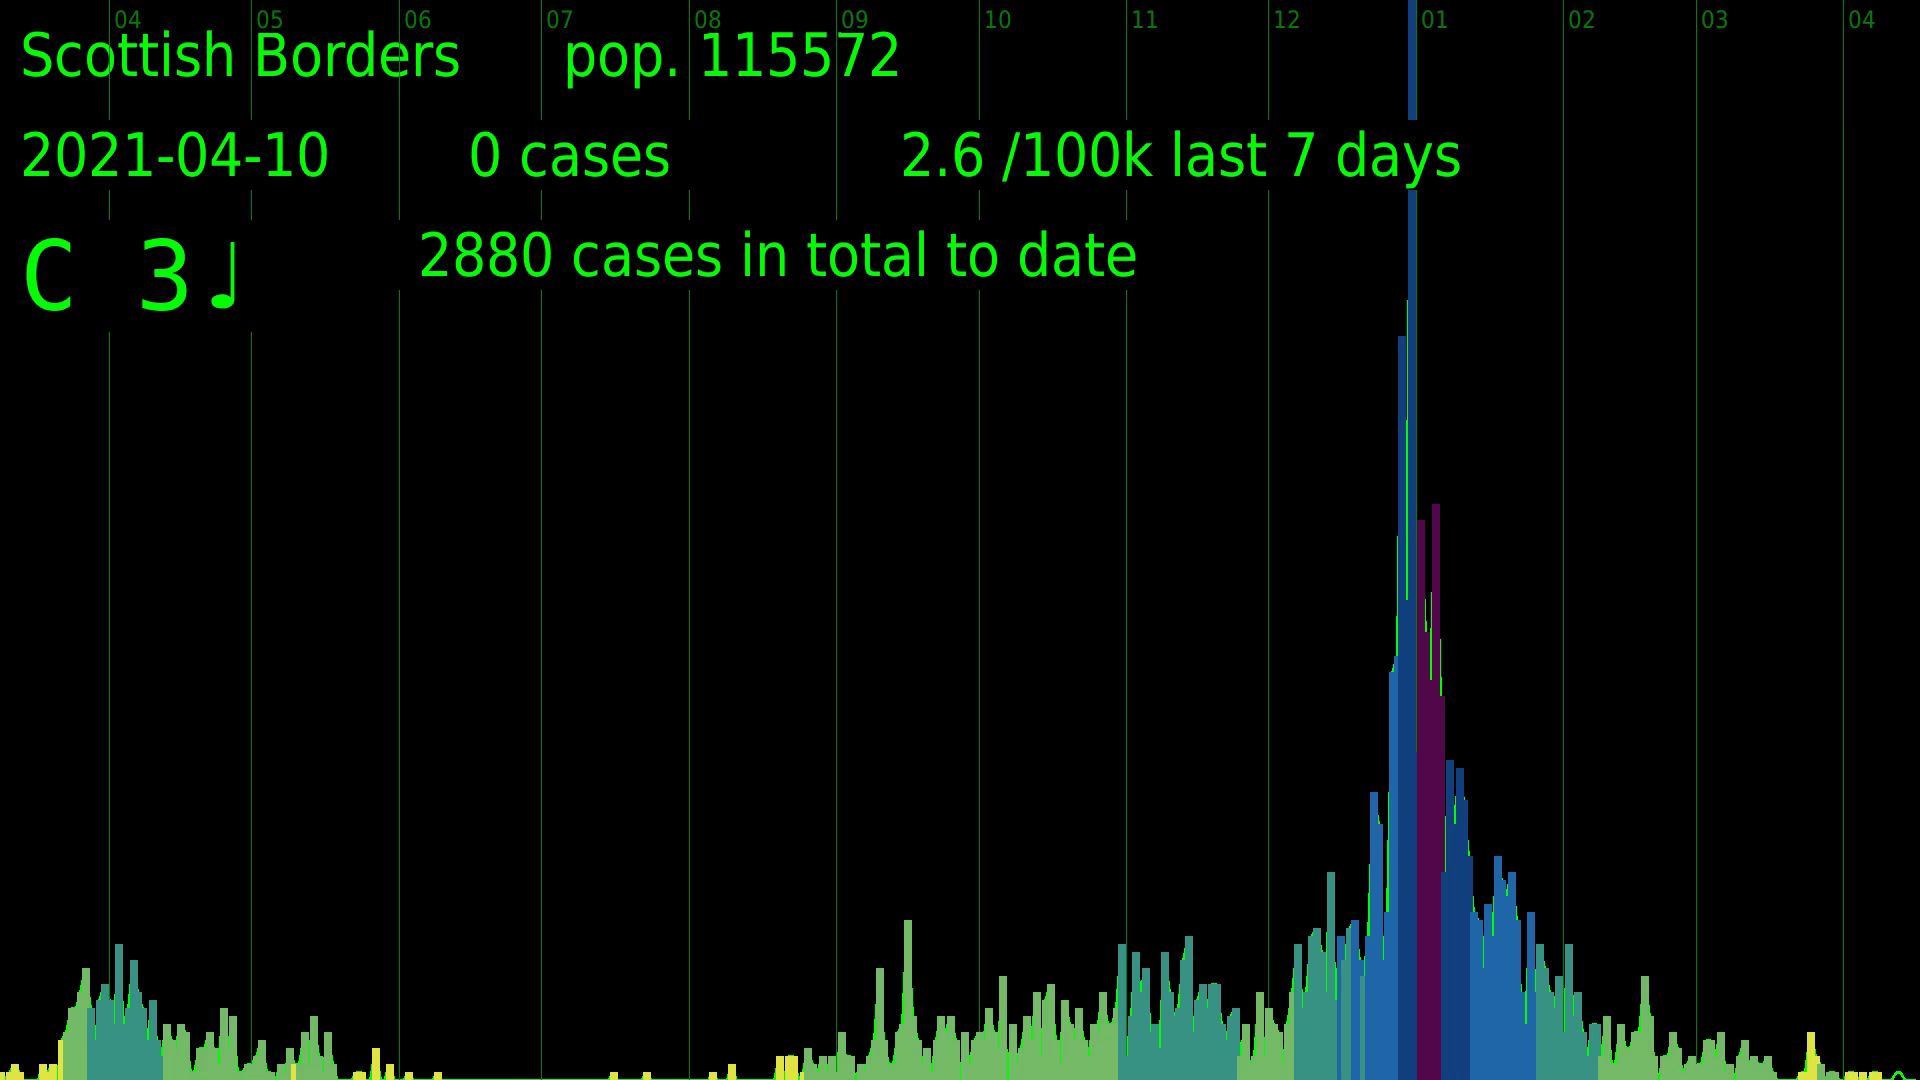 04 05 06 07 08 09 10 11 12 01 02 03 04
Scottish Borders pop. 115572
2021-04-10 0 cases 2.6 /100k last 7 days
C 3♩ 2880 cases in total to date